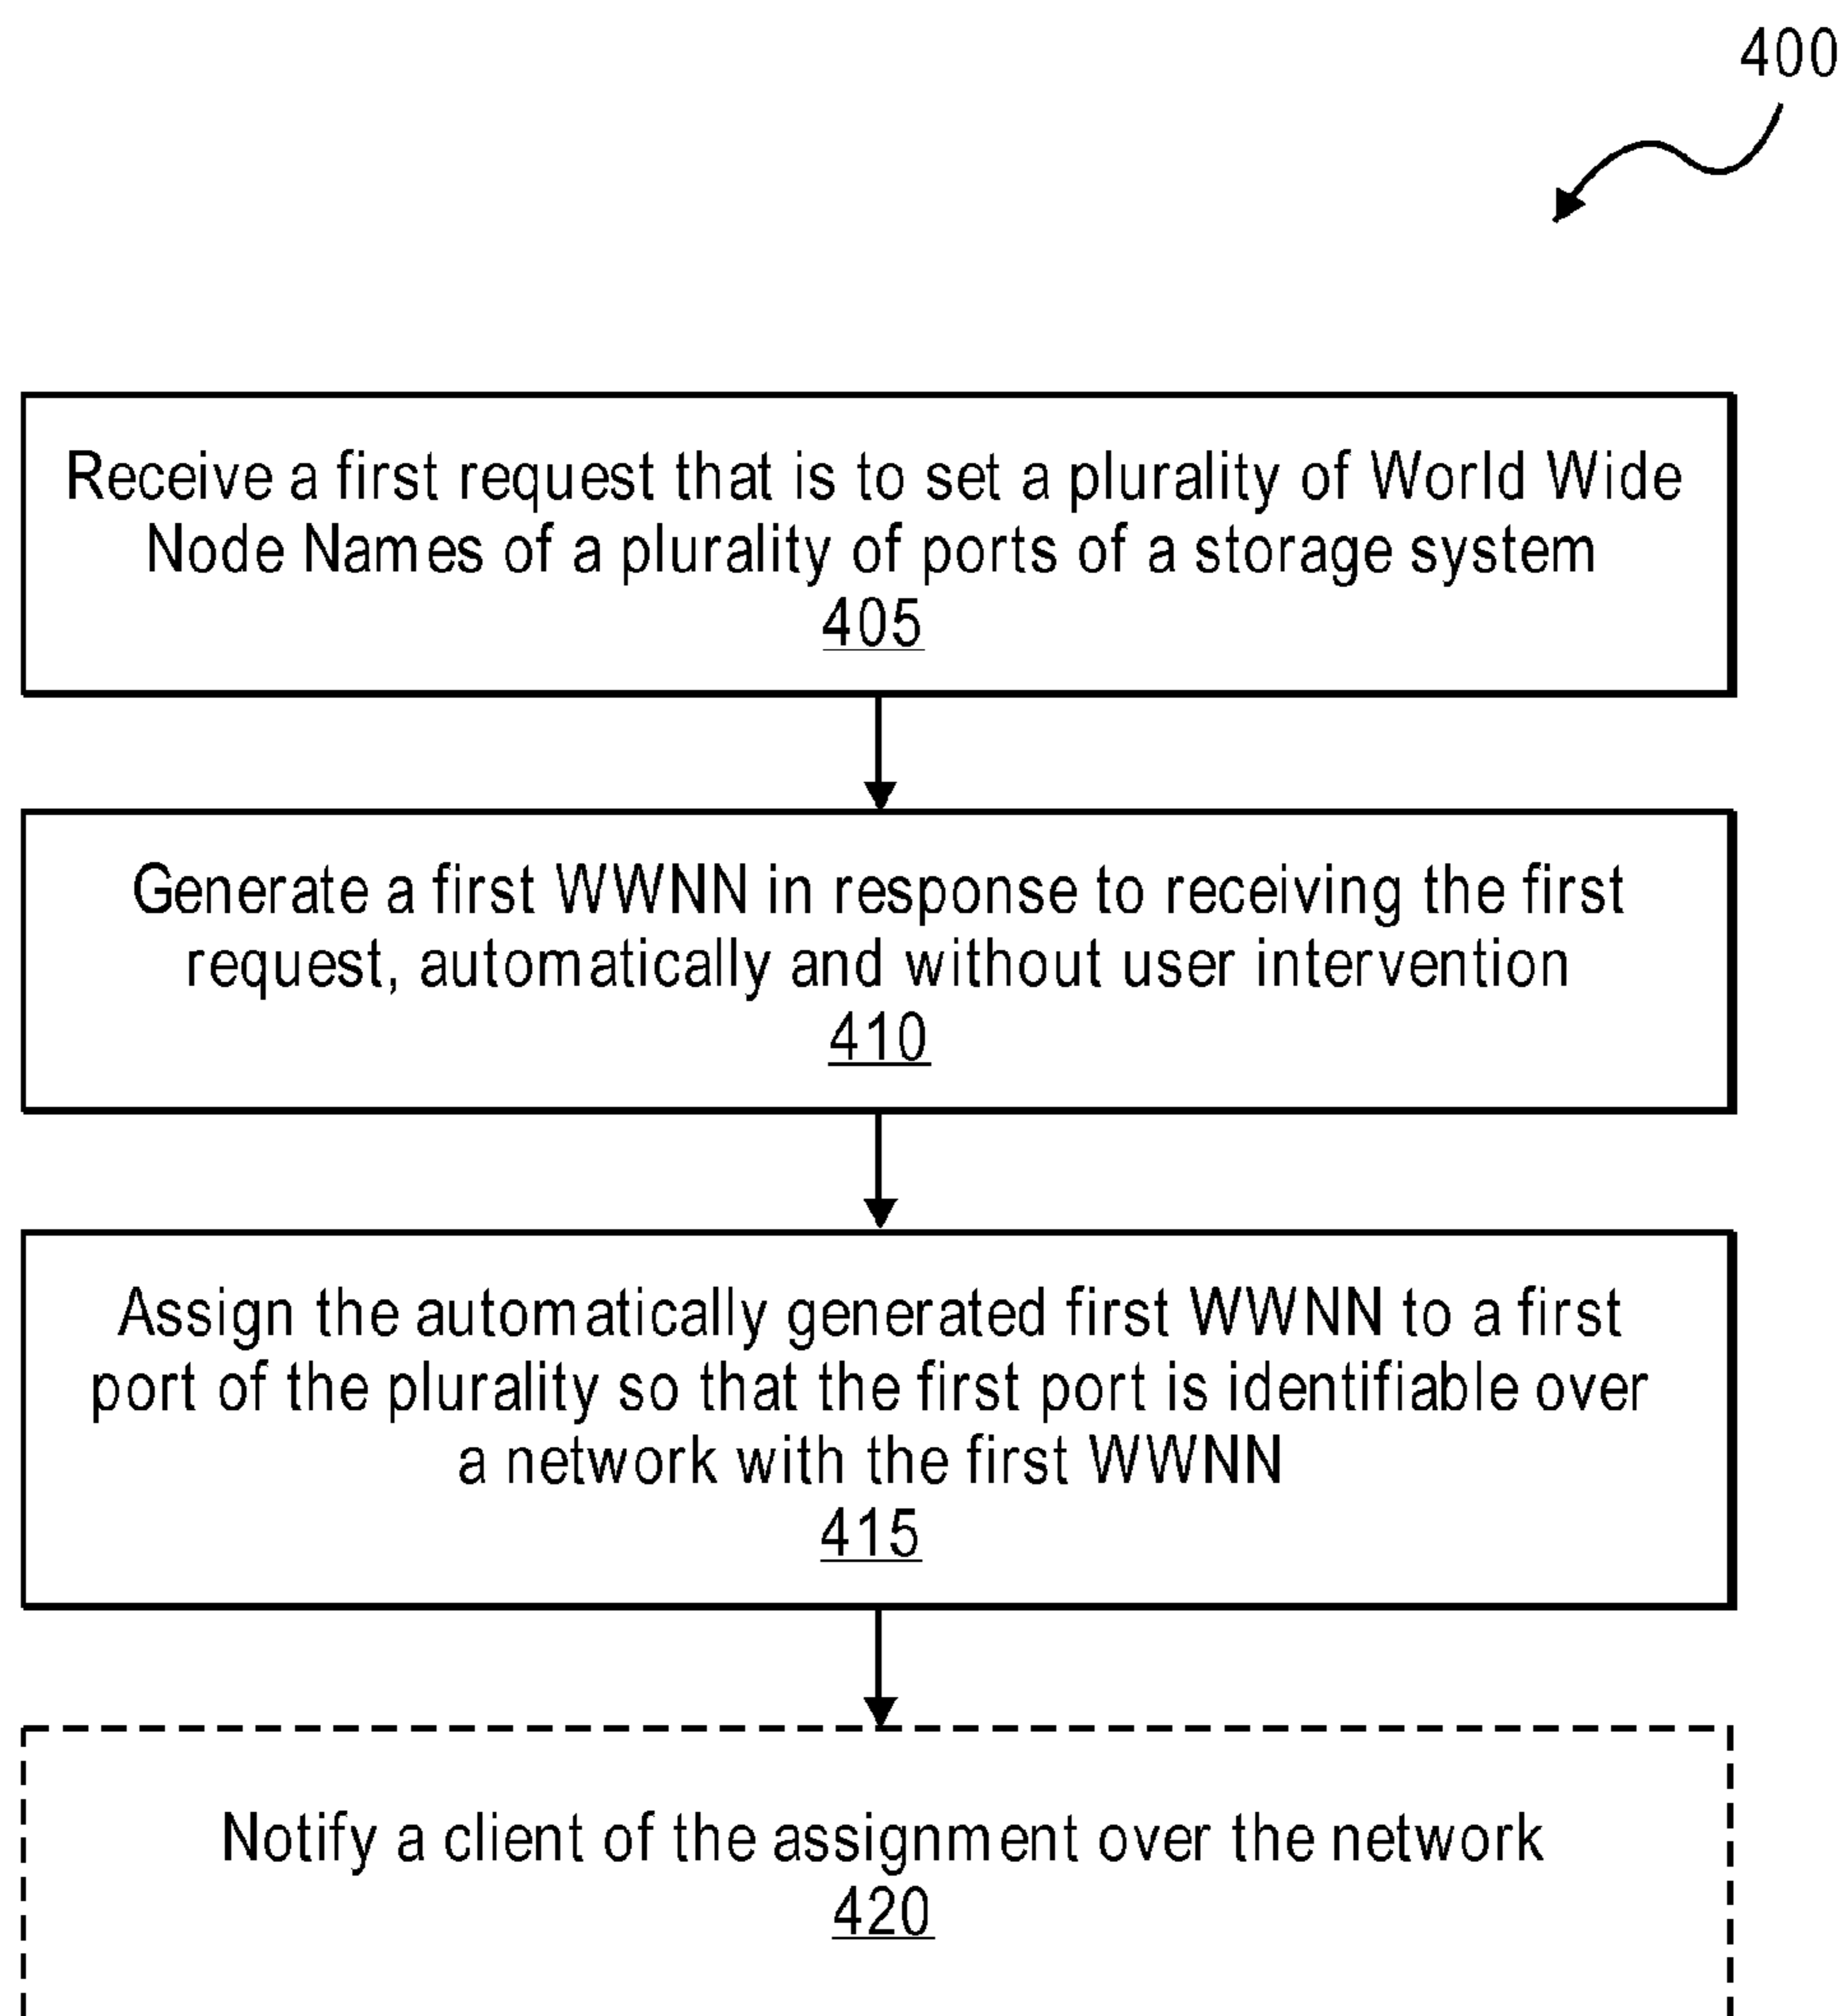 400
Receive a first request that is to set a plurality of World Wide
Node Names of a plurality of ports of a storage system
405
Generate a first WWNN in response to receiving the first
request, automatically and without user intervention
410
Assign the automatically generated first WWNN to a first
port of the plurality so that the first port is identifiable over
a network with the first WWNN
415
Notify a client of the assignment over the network
420